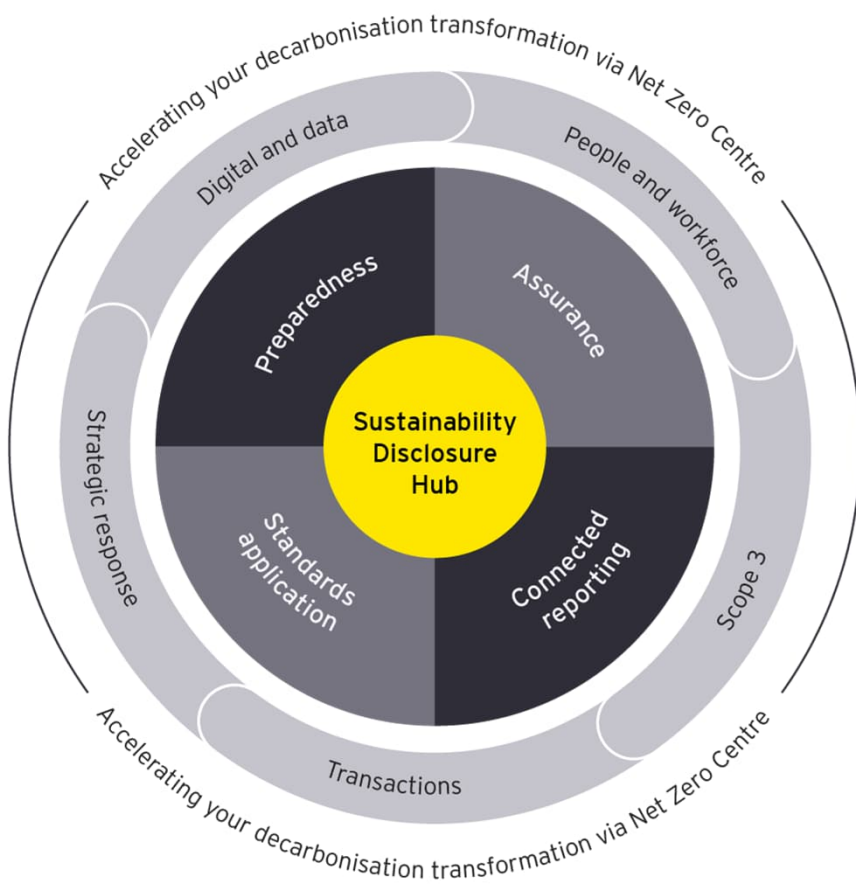 Accelerating your decarbonisation transformation via Net Zero Centre
Digital and data
People and workforce
Preparedness
Assurance
Sustainability
Disclosure
Hub
Strategic response
Standards
application
Connected
reporting
Scope 3
Transactions
Accelerating your decarbonisation transformation via Net Zero Centre